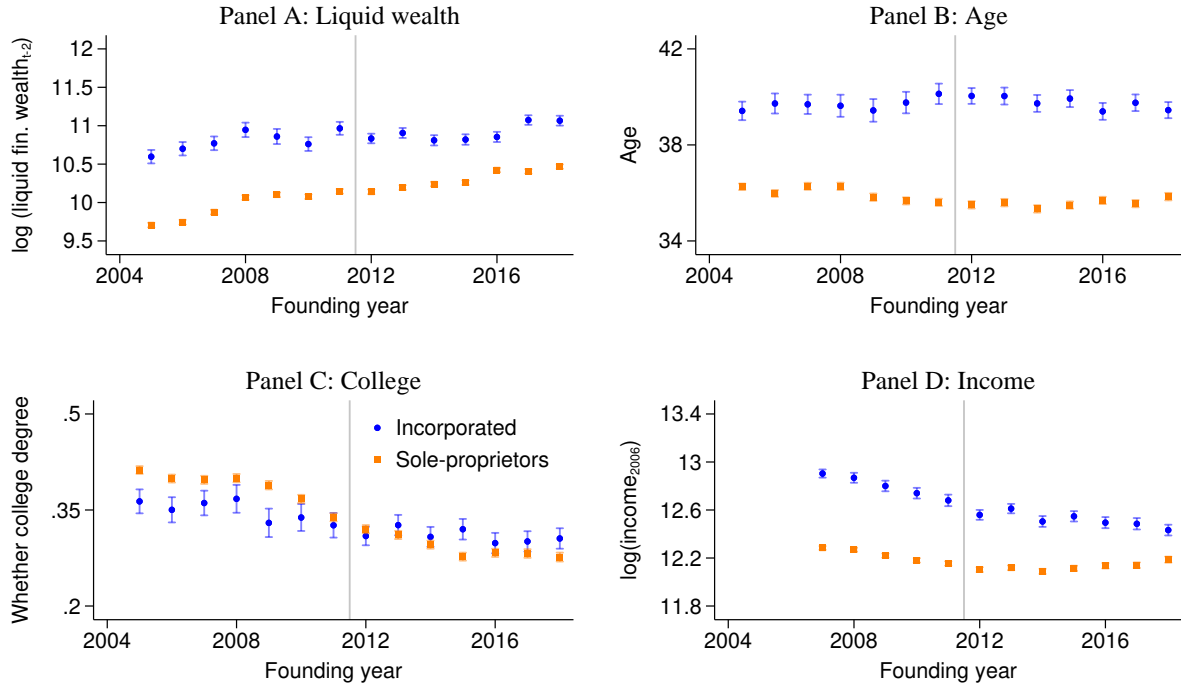 Panel A: Liquid wealth
log (liquid fin. wealth_{t-2})
12
11.5
11
10.5
10
9.5
2004 2008 2012 2016
Founding year
Panel B: Age
Age
42
38
34
2004 2008 2012 2016
Founding year
Panel C: College
Whether college degree
.5
.35
.2
Incorporated
Sole-proprietors
2004 2008 2012 2016
Founding year
Panel D: Income
log(income_{2006})
13.4
13
12.6
12.2
11.8
2004 2008 2012 2016
Founding year